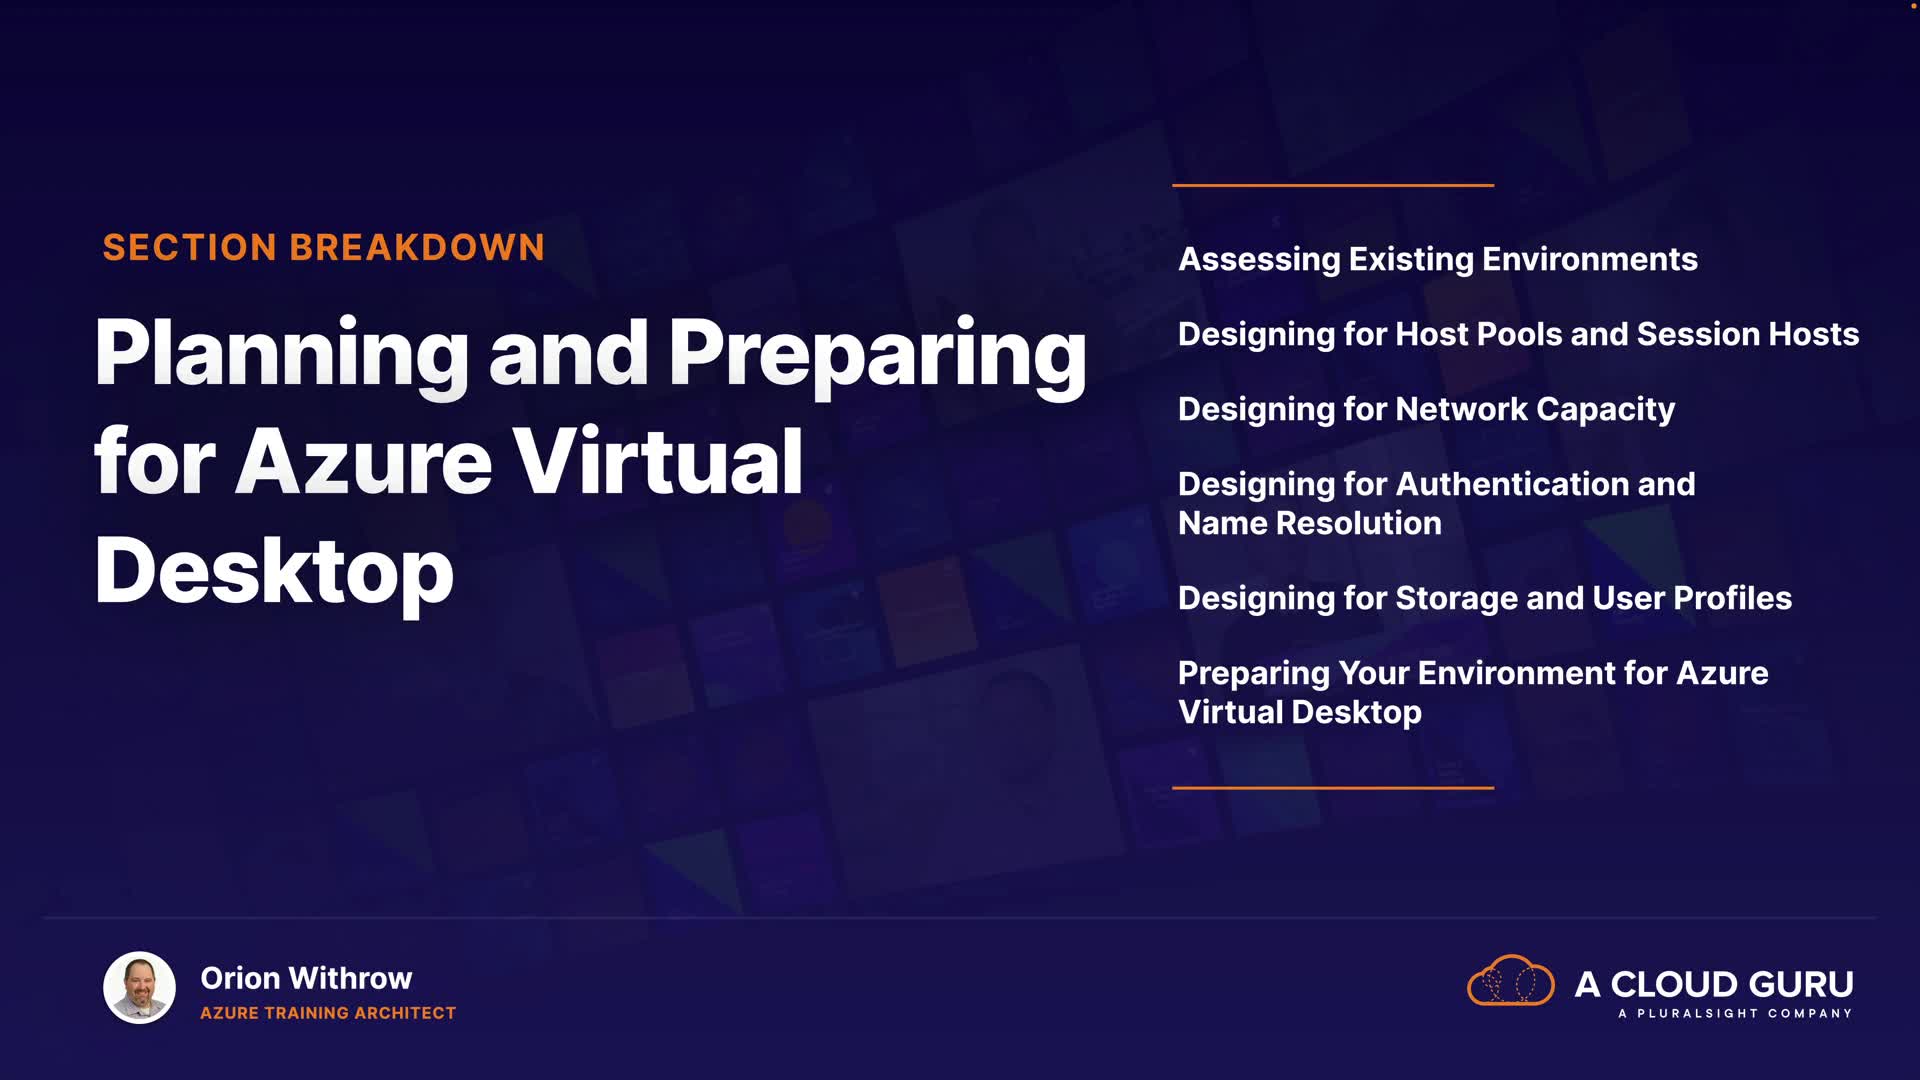 SECTION BREAKDOWN
Planning and Preparing
for Azure Virtual
Desktop
Assessing Existing Environments
Designing for Host Pools and Session Hosts
Designing for Network Capacity
Designing for Authentication and
Name Resolution
Designing for Storage and User Profiles
Preparing Your Environment for Azure
Virtual Desktop
Orion Withrow
AZURE TRAINING ARCHITECT
A CLOUD GURU
A PLURALSIGHT COMPANY